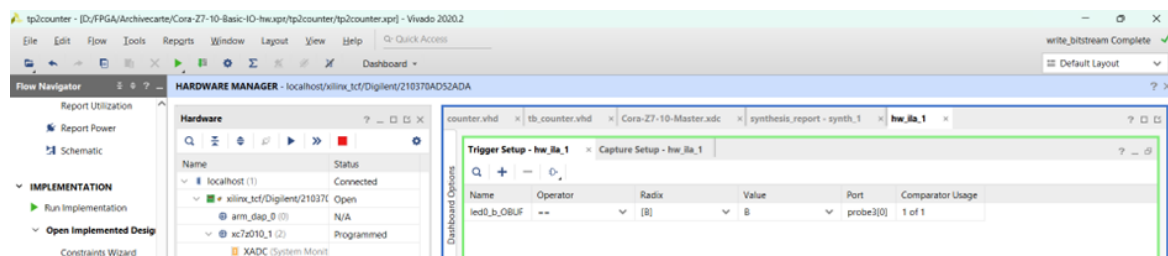 tp2counter - [D:/FPGA/Archivecarte/Cora-Z7-10-Basic-IO-hw.xpr/tp2counter/tp2counter.xpr] - Vivado 2020.2
File Edit Flow Tools Reports Window Layout View Help Quick Access write_bitstream Complete
Dashboard Default Layout
Flow Navigator HARDWARE MANAGER - localhost/xilinx_tcf/Digilent/210370AD52ADA
Report Utilization
Report Power
Schematic
IMPLEMENTATION
Run Implementation
Open Implemented Desig
Constraints Wizard
Hardware
Name Status
localhost (1) Connected
xilinx_tcf/Digilent/21037( Open
arm_dap_0 (0) N/A
xc7z010_1 (2) Programmed
XADC (System Monit
counter.vhd tb_counter.vhd Cora-Z7-10-Master.xdc synthesis_report - synth_1 hw_ila_1
Dashboard Options
Trigger Setup - hw_ila_1 Capture Setup - hw_ila_1
Name Operator Radix Value Port Comparator Usage
led0_b_OBUF == [B] B probe3[0] 1 of 1